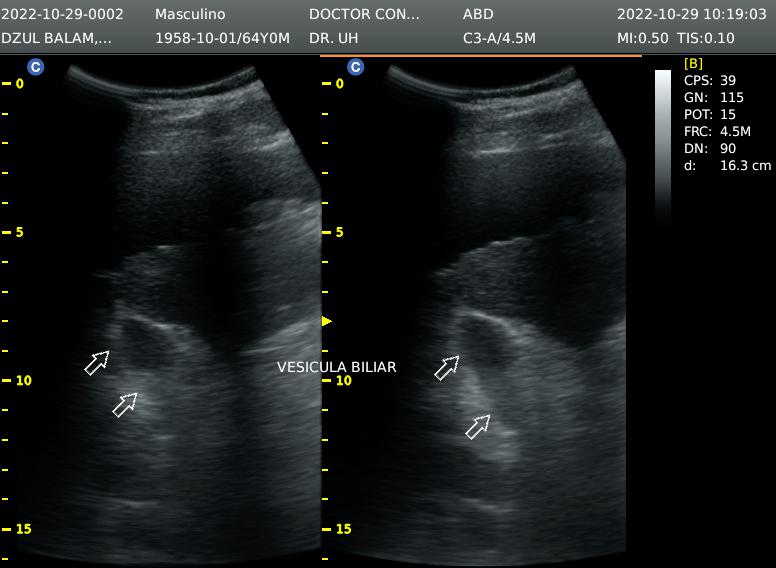 2022-10-29-0002 Masculino DOCTOR CON... ABD 2022-10-29 10:19:03
DZUL BALAM,... 1958-10-01/64Y0M DR. UH C3-A/4.5M MI:0.50 TIS:0.10
C C
[B]
CPS: 39
GN: 115
POT: 15
FRC: 4.5M
DN: 90
d: 16.3 cm
0 0
5 5
VESICULA BILIAR
10 10
15 15